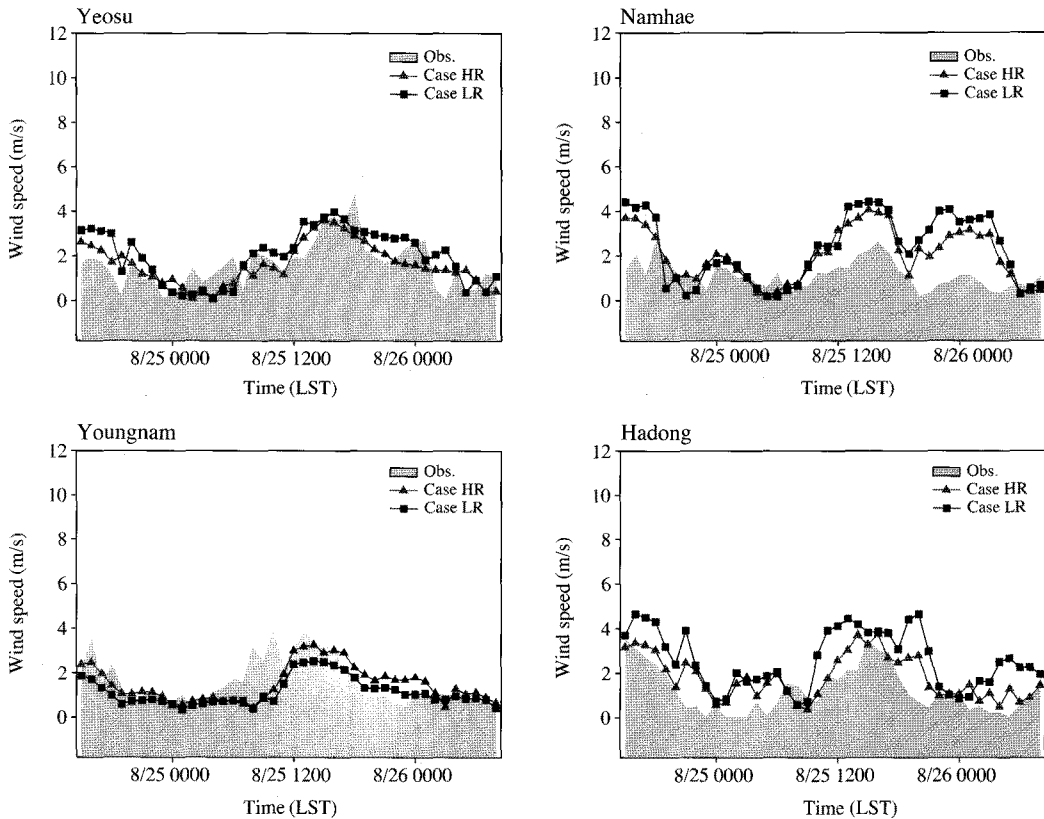 Yeosu
12
10
8
6
4
2
0
Wind speed (m/s)
Obs.
Case HR
Case LR
8/25 0000
8/25 1200
8/26 0000
Time (LST)
Namhae
12
10
8
6
4
2
0
Wind speed (m/s)
Obs.
Case HR
Case LR
8/25 0000
8/25 1200
8/26 0000
Time (LST)
Youngnam
12
10
8
6
4
2
0
Wind speed (m/s)
Obs.
Case HR
Case LR
8/25 0000
8/25 1200
8/26 0000
Time (LST)
Hadong
12
10
8
6
4
2
0
Wind speed (m/s)
Obs.
Case HR
Case LR
8/25 0000
8/25 1200
8/26 0000
Time (LST)